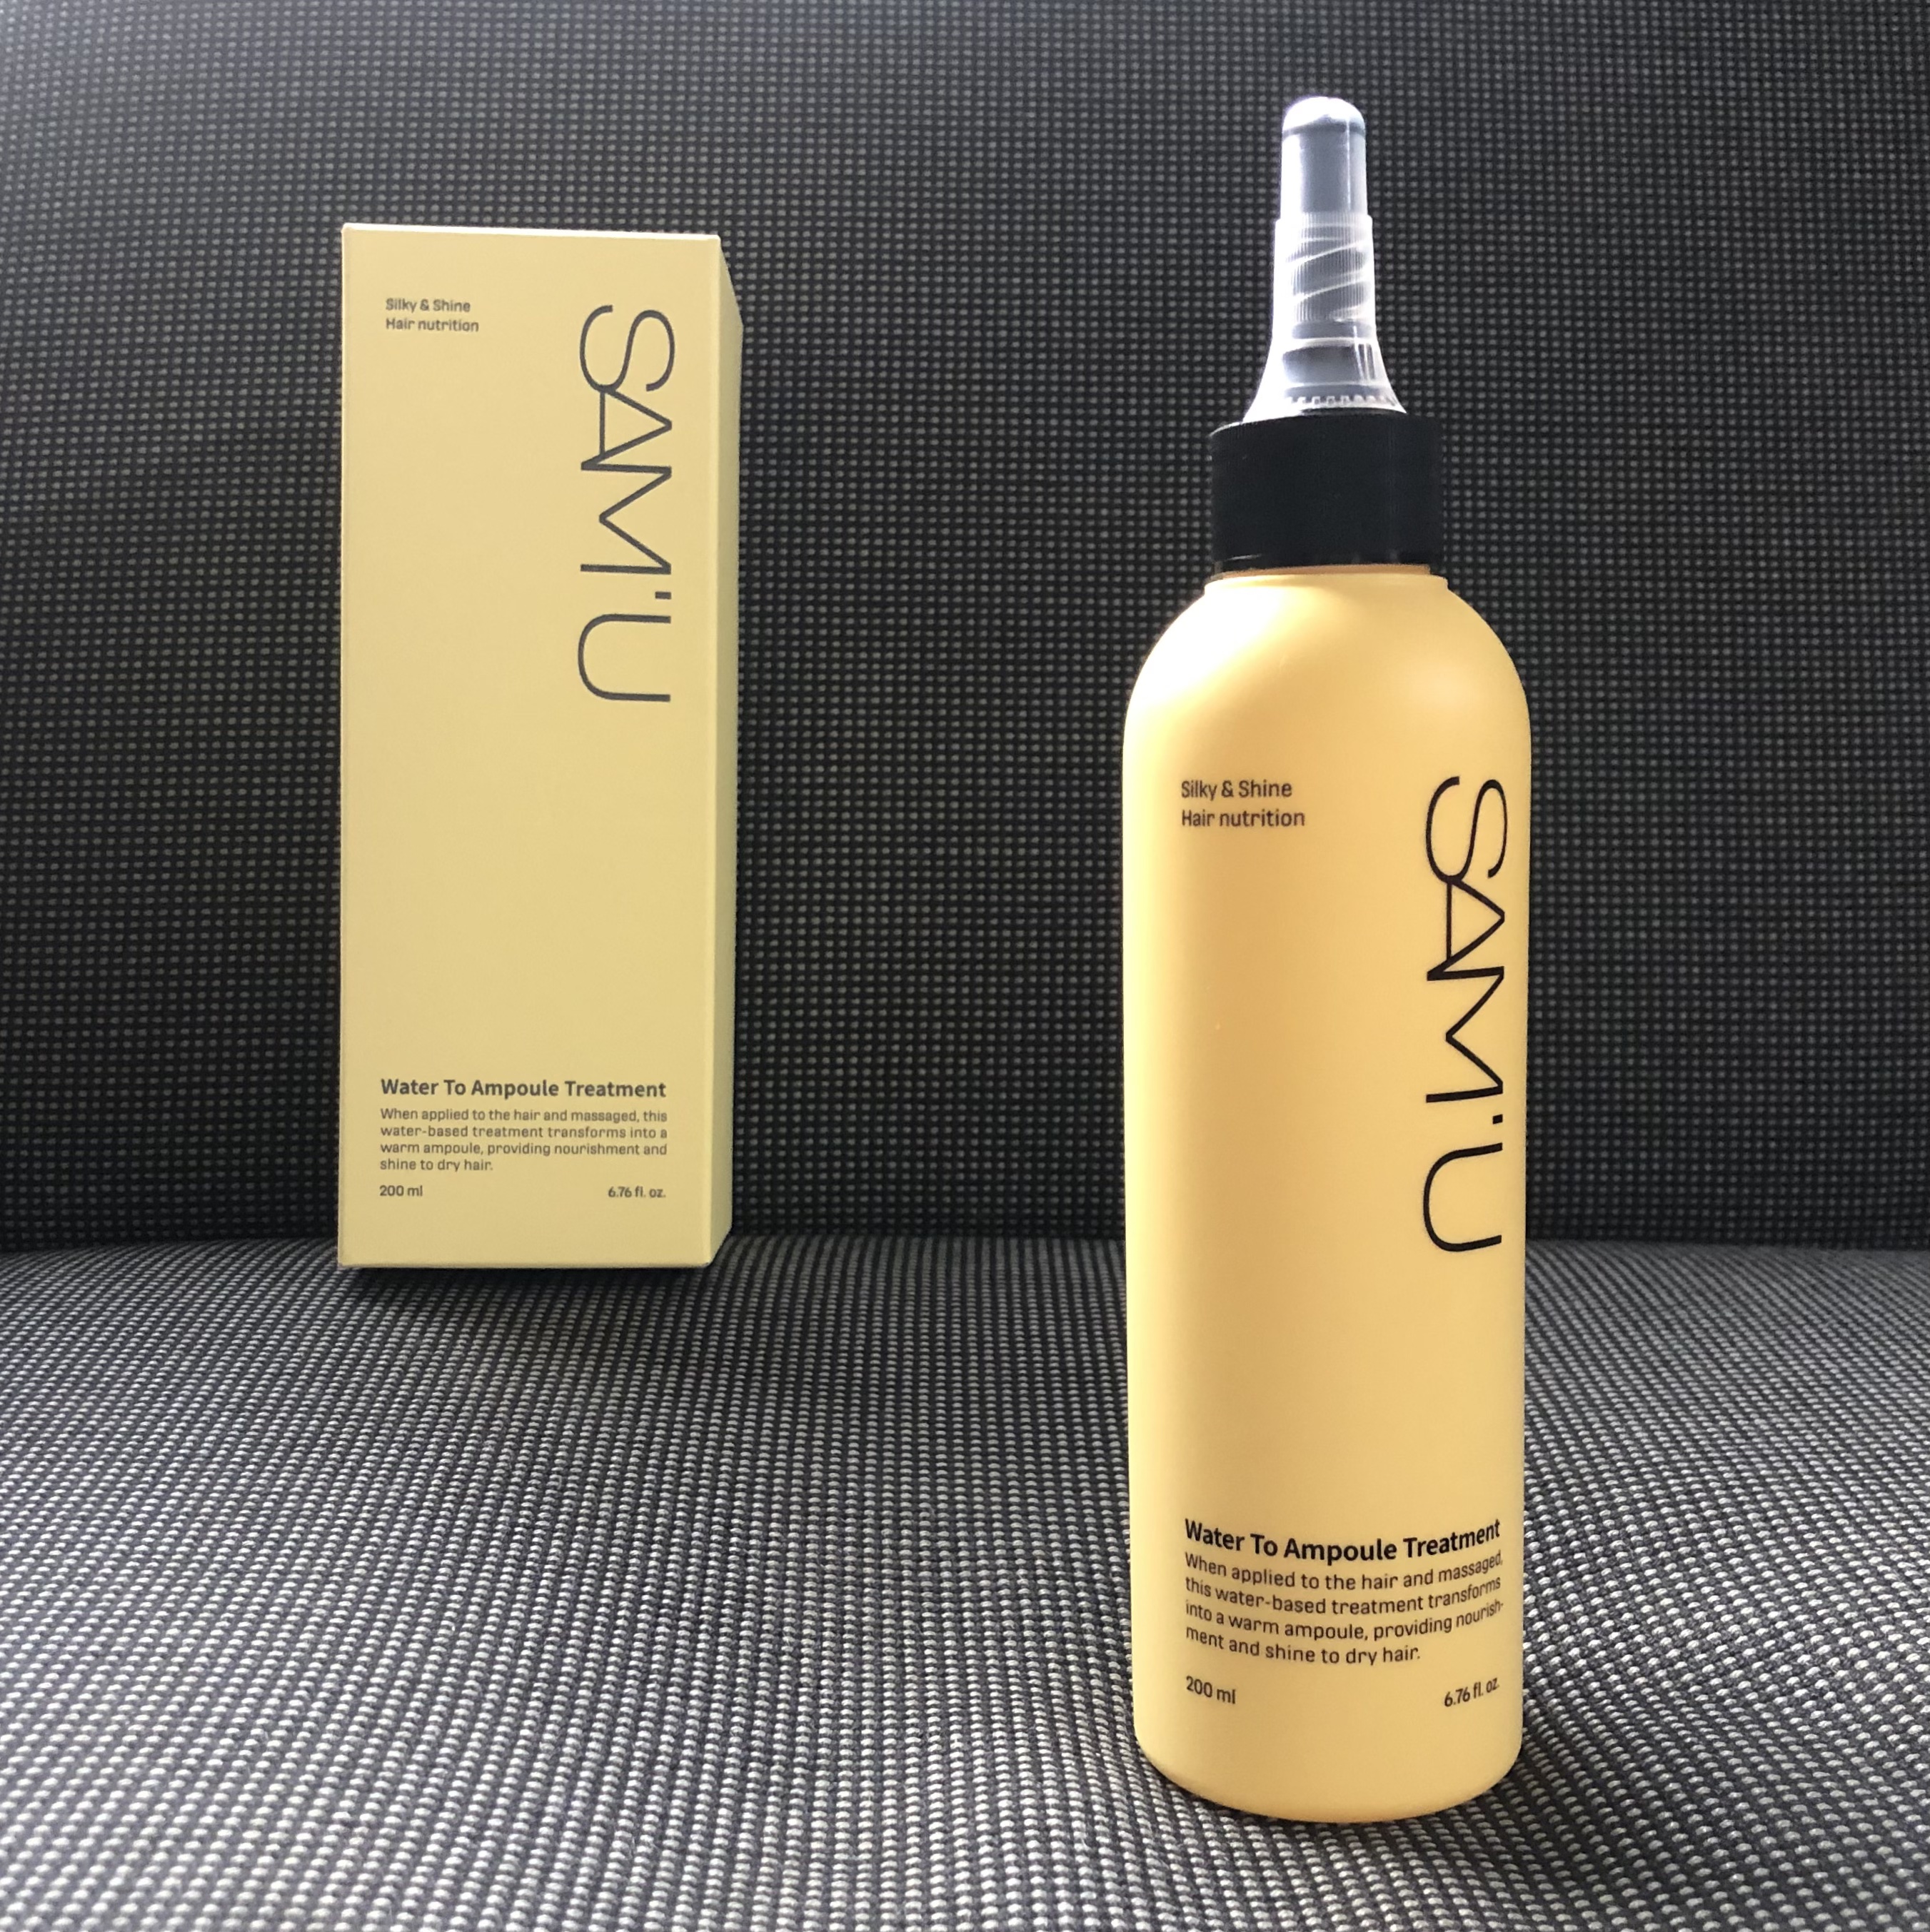 Silky & Shine
Hair nutrition
SAM'U
Water To Ampoule Treatment
When applied to the hair and massaged, this
water-based treatment transforms into a
warm ampoule, providing nourishment and
shine to dry hair.
200 ml 6.76 fl. oz.
Silky & Shine
Hair nutrition
SAM'U
Water To Ampoule Treatment
When applied to the hair and massaged,
this water-based treatment transforms
into a warm ampoule, providing nourish-
ment and shine to dry hair.
200 ml 6.76 fl. oz.